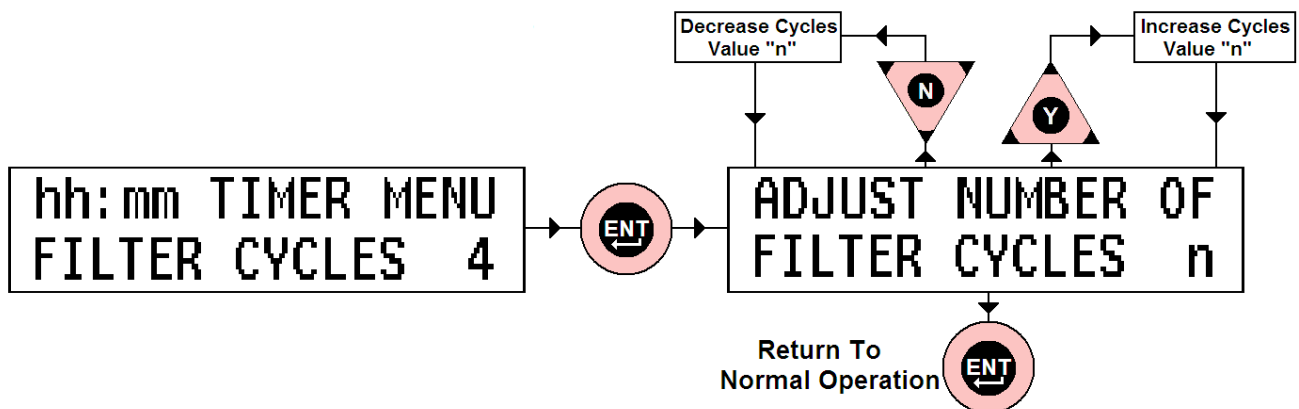 Decrease Cycles
Value "n"
Increase Cycles
Value "n"
N
Y
hh:mm TIMER MENU
FILTER CYCLES 4
ENT
ADJUST NUMBER OF
FILTER CYCLES n
Return To
Normal Operation
ENT